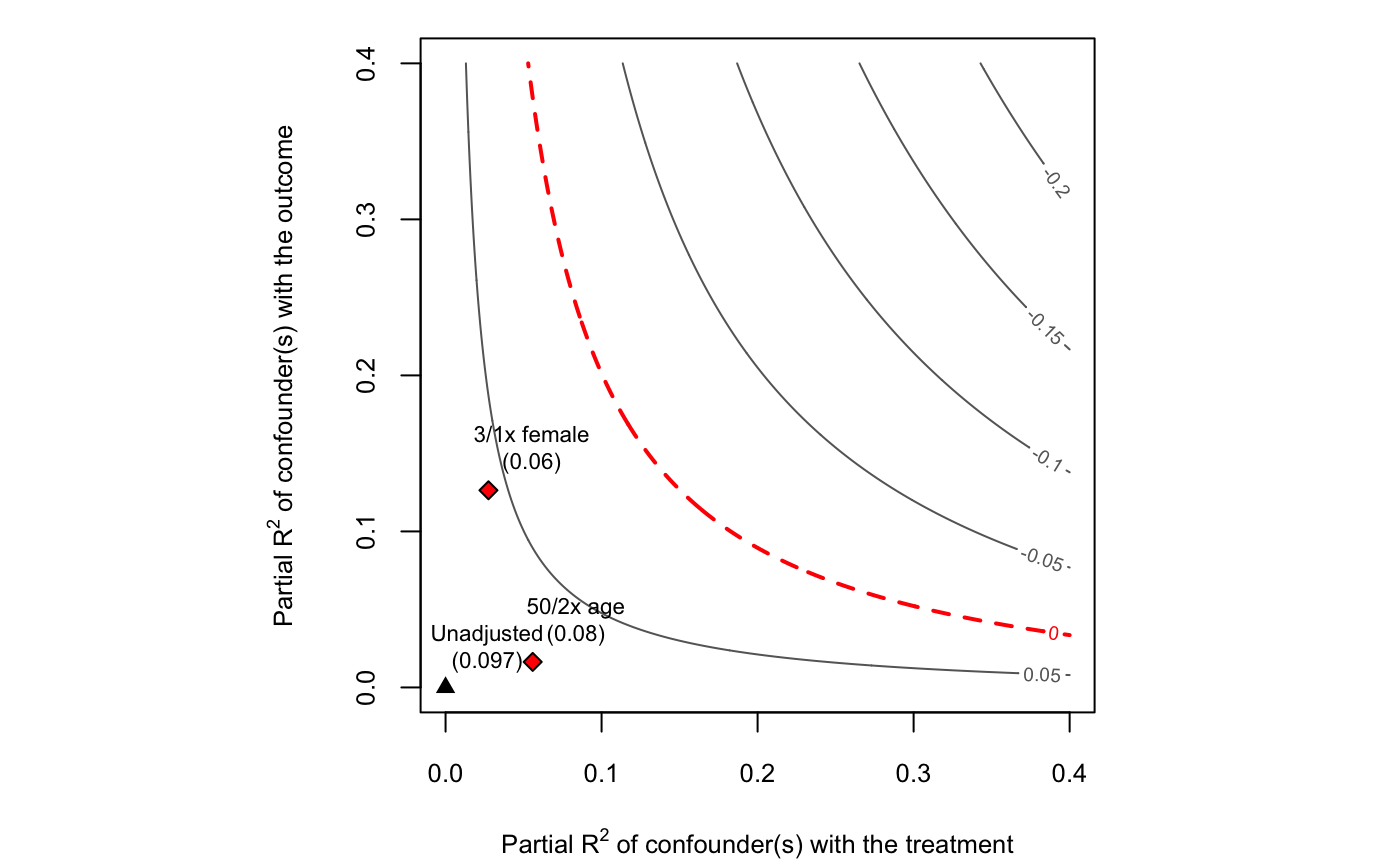 Partial R² of confounder(s) with the outcome
0.4
0.3
0.2
0.1
0.0
-0.2
-0.15
-0.1
-0.05
0
0.05
3/1x female
(0.06)
50/2x age
(0.08)
Unadjusted
(0.097)
0.0 0.1 0.2 0.3 0.4
Partial R² of confounder(s) with the treatment